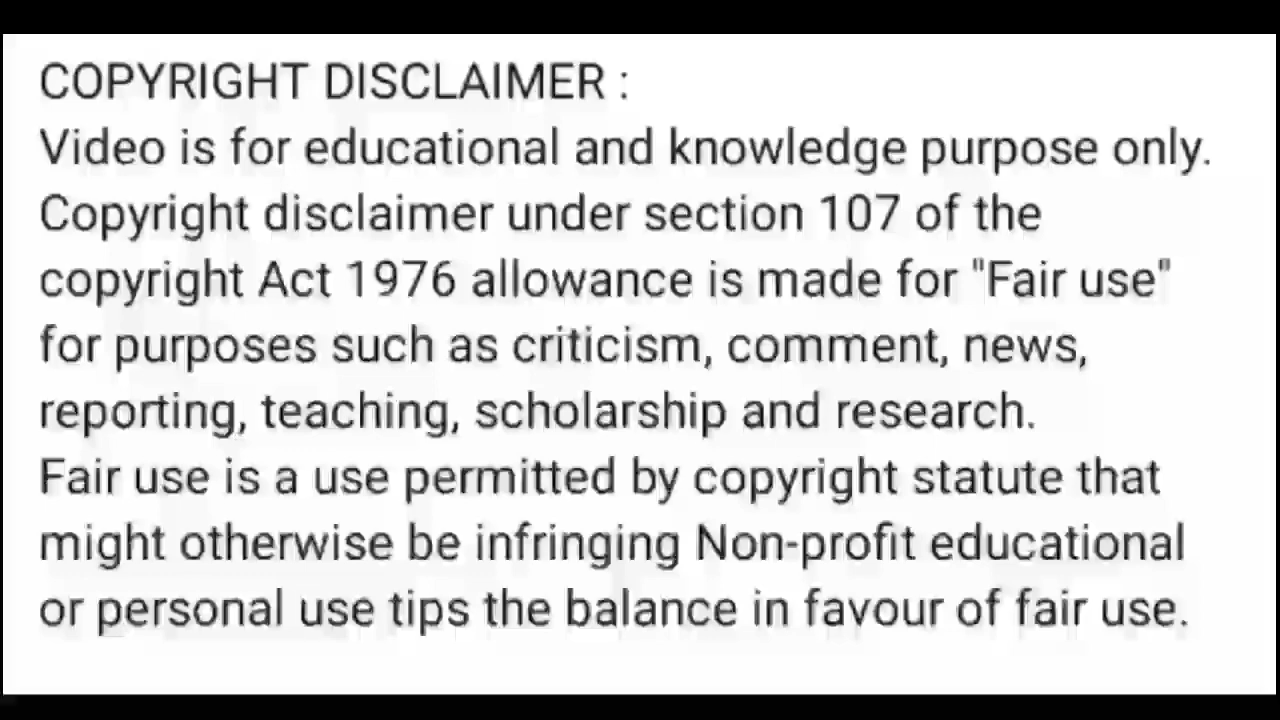 COPYRIGHT DISCLAIMER :
Video is for educational and knowledge purpose only.
Copyright disclaimer under section 107 of the
copyright Act 1976 allowance is made for "Fair use"
for purposes such as criticism, comment, news,
reporting, teaching, scholarship and research.
Fair use is a use permitted by copyright statute that
might otherwise be infringing Non-profit educational
or personal use tips the balance in favour of fair use.